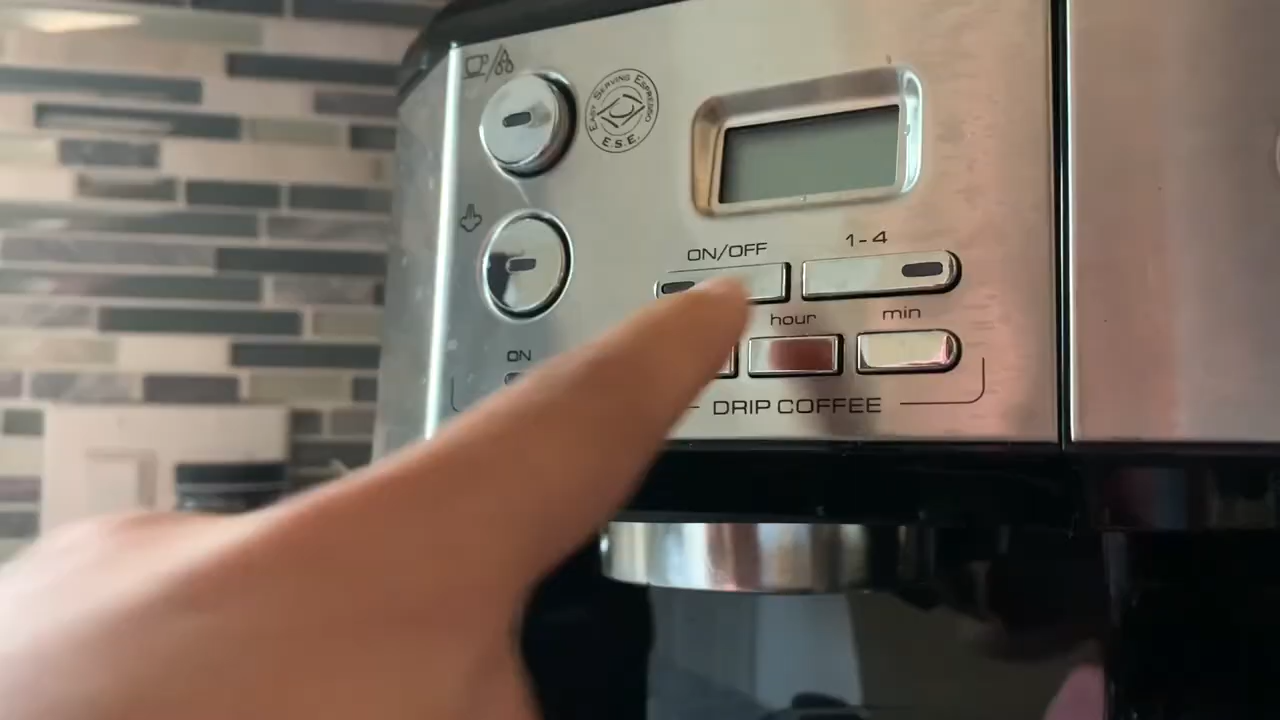 EASY SERVING ESPRESSO
E.S.E.
ON/OFF
1-4
hour
min
ON
DRIP COFFEE